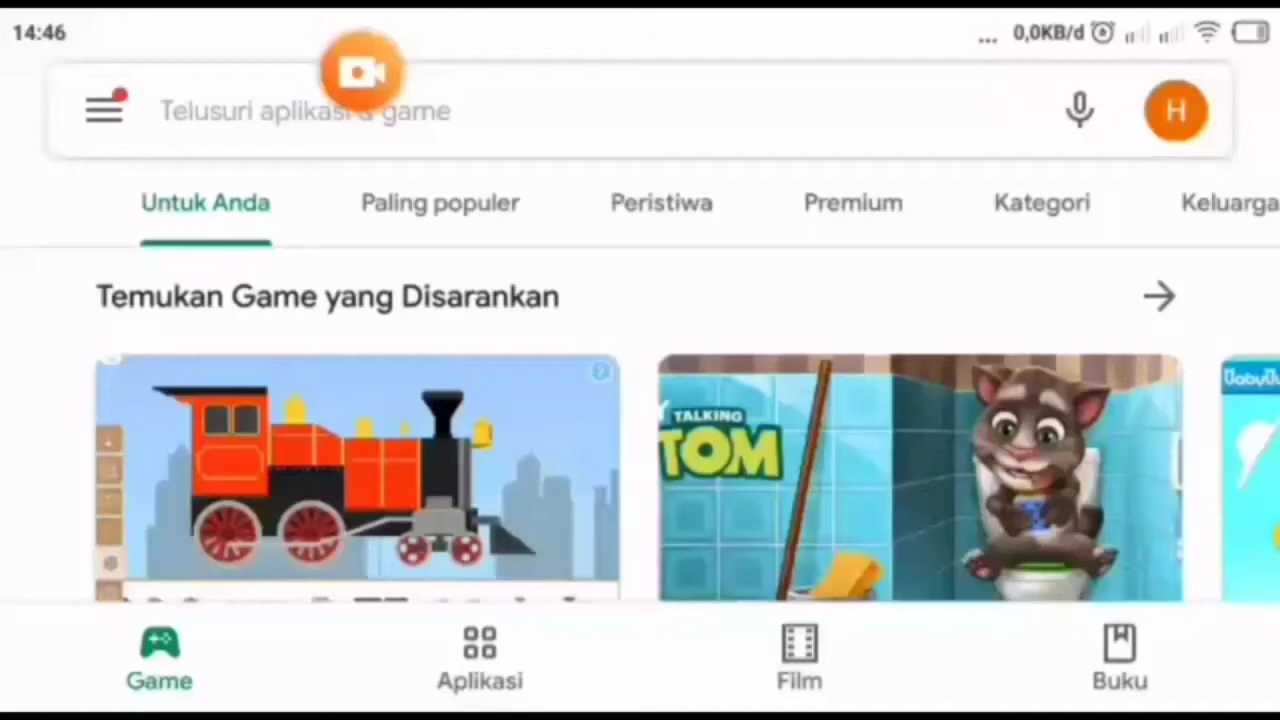 14:46
... 0,0KB/d
Telusuri aplikasi & game
H
Untuk Anda
Paling populer
Peristiwa
Premium
Kategori
Keluarga
Temukan Game yang Disarankan
TALKING
TOM
Game
Aplikasi
Film
Buku